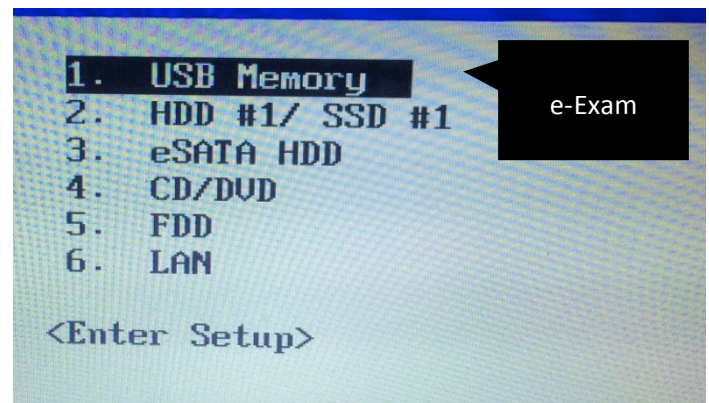 1. USB Memory
e-Exam
2. HDD #1/ SSD #1
3. eSATA HDD
4. CD/DVD
5. FDD
6. LAN
<Enter Setup>